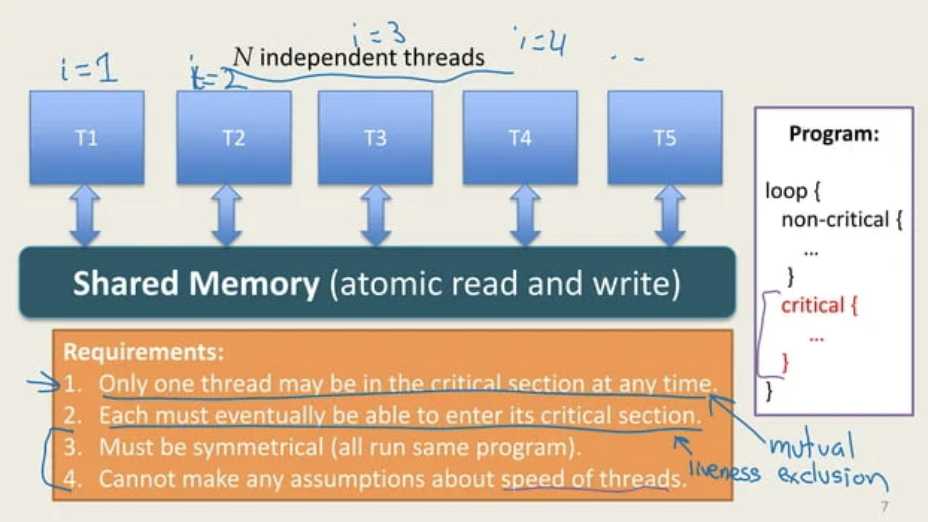 i=3
N independent threads
i=4
...
i=1
i=2
T1
T2
T3
T4
T5
Shared Memory (atomic read and write)
Program:
loop {
non-critical {
...
}
critical {
...
}
}
Requirements:
1. Only one thread may be in the critical section at any time.
2. Each must eventually be able to enter its critical section.
3. Must be symmetrical (all run same program).
4. Cannot make any assumptions about speed of threads.
mutual
exclusion
liveness
7